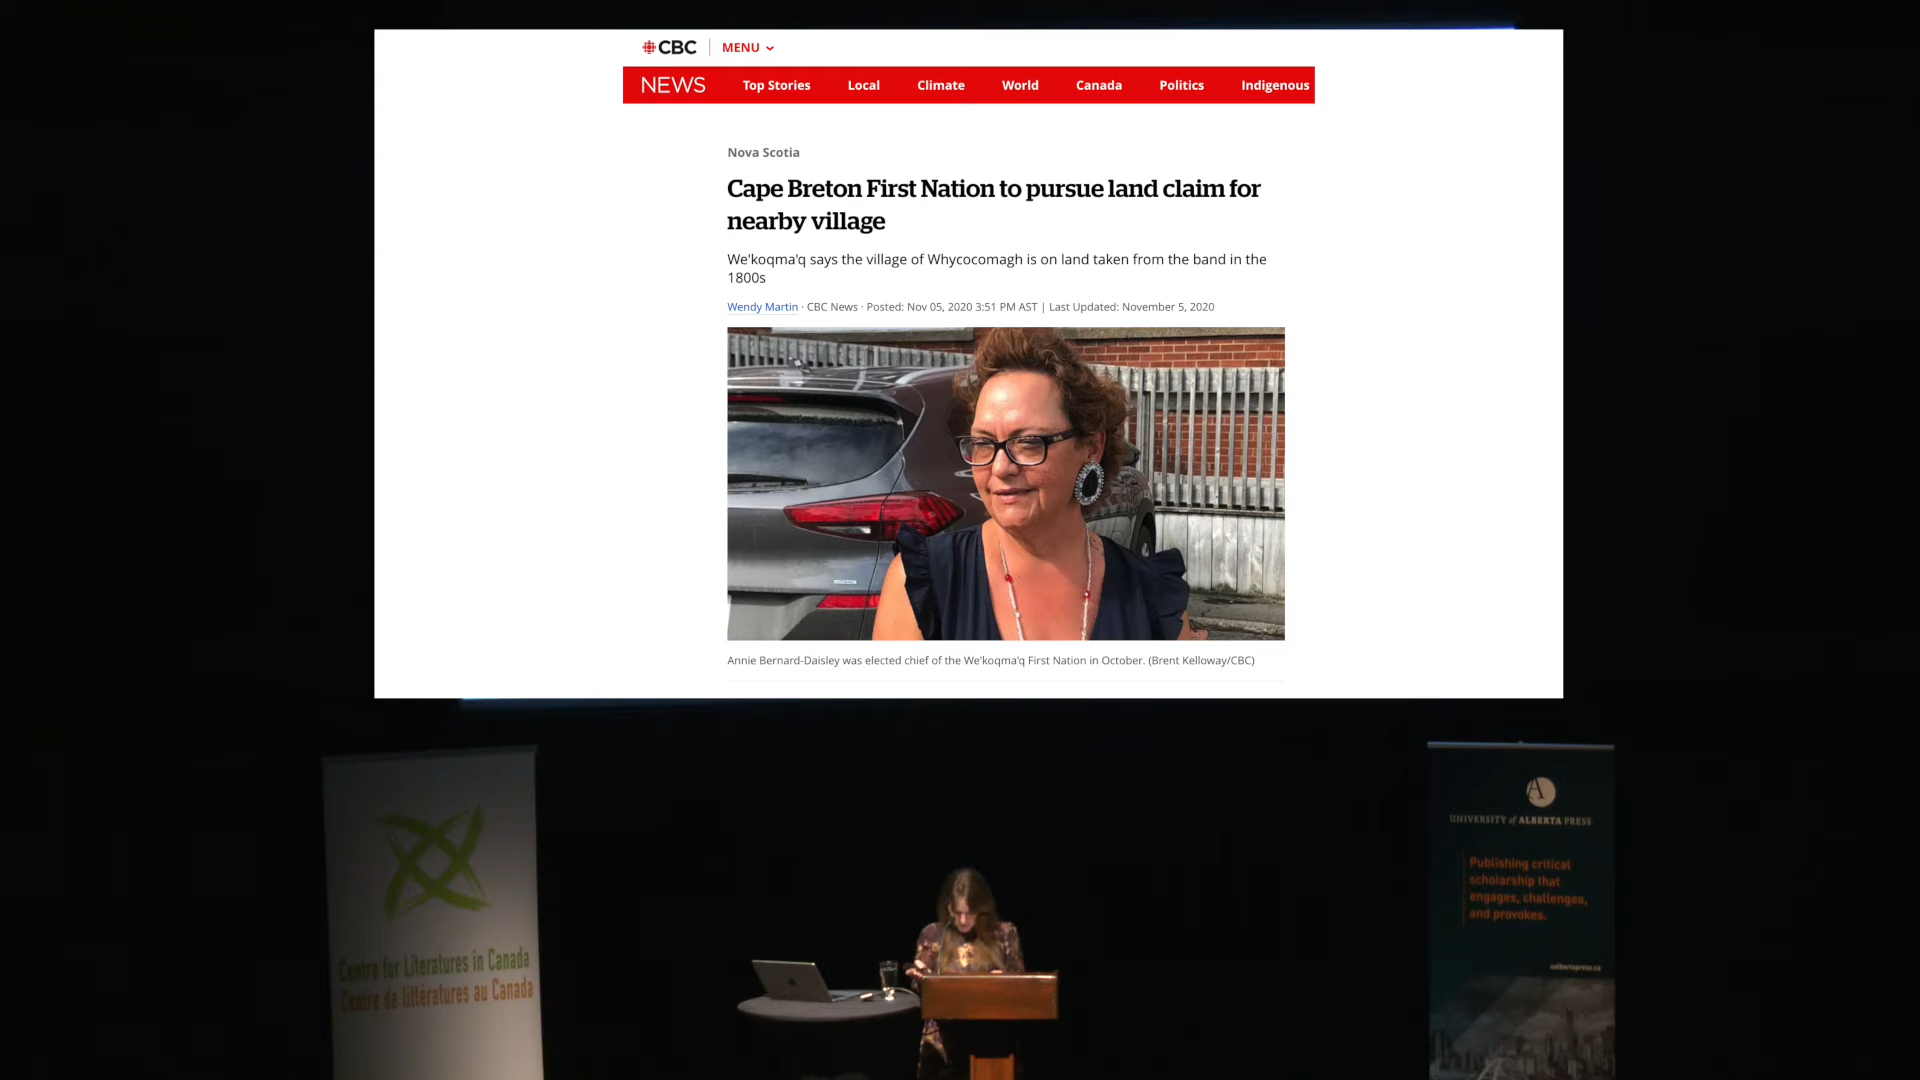 CBC MENU
NEWS Top Stories Local Climate World Canada Politics Indigenous
Nova Scotia
Cape Breton First Nation to pursue land claim for
nearby village
We'koqma'q says the village of Whycocomagh is on land taken from the band in the
1800s
Wendy Martin · CBC News · Posted: Nov 05, 2020 3:51 PM AST | Last Updated: November 5, 2020
Annie Bernard-Daisley was elected chief of the We'koqma'q First Nation in October. (Brent Kelloway/CBC)
Centre for Literatures in Canada
Centre de littératures au Canada
A
UNIVERSITY of ALBERTA PRESS
Publishing critical
scholarship that
engages, challenges,
and provokes.
ualbertapress.ca